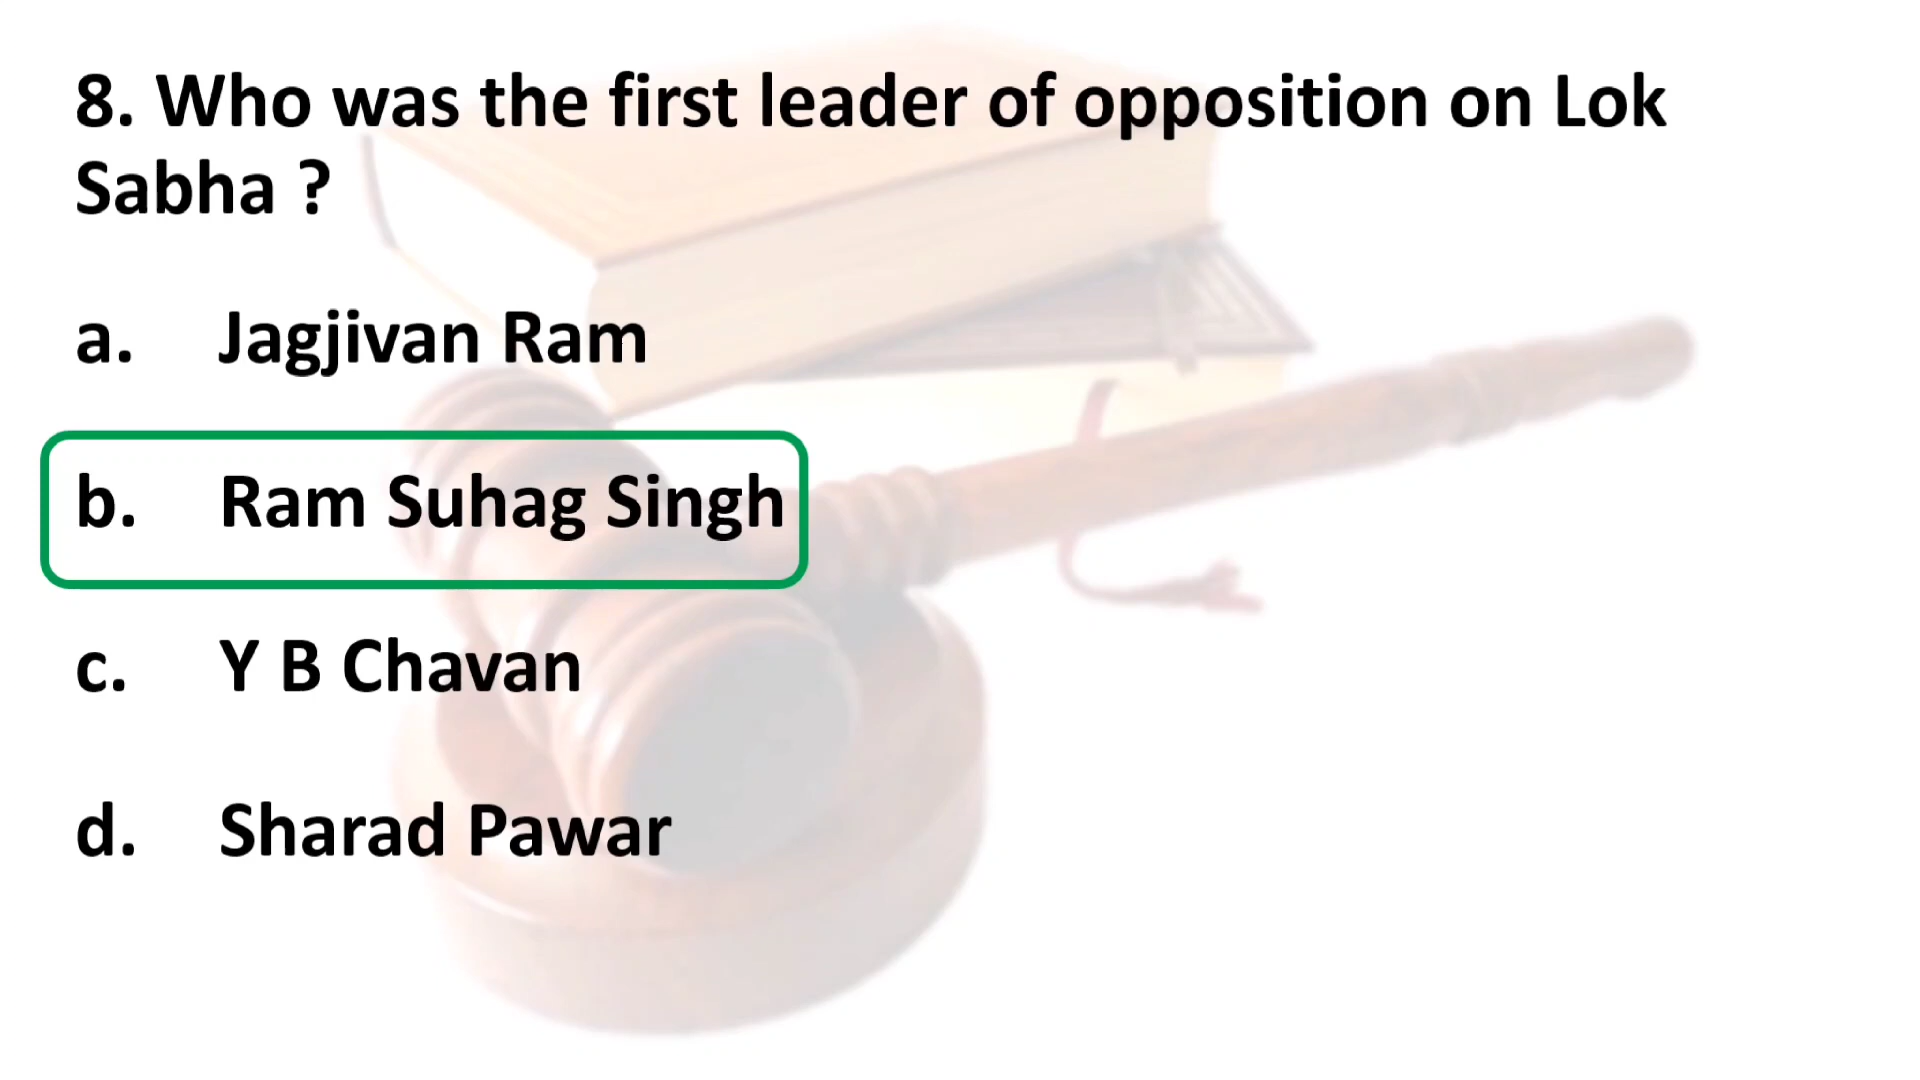 8. Who was the first leader of opposition on Lok
Sabha ?
a. Jagjivan Ram
b. Ram Suhag Singh
c. Y B Chavan
d. Sharad Pawar